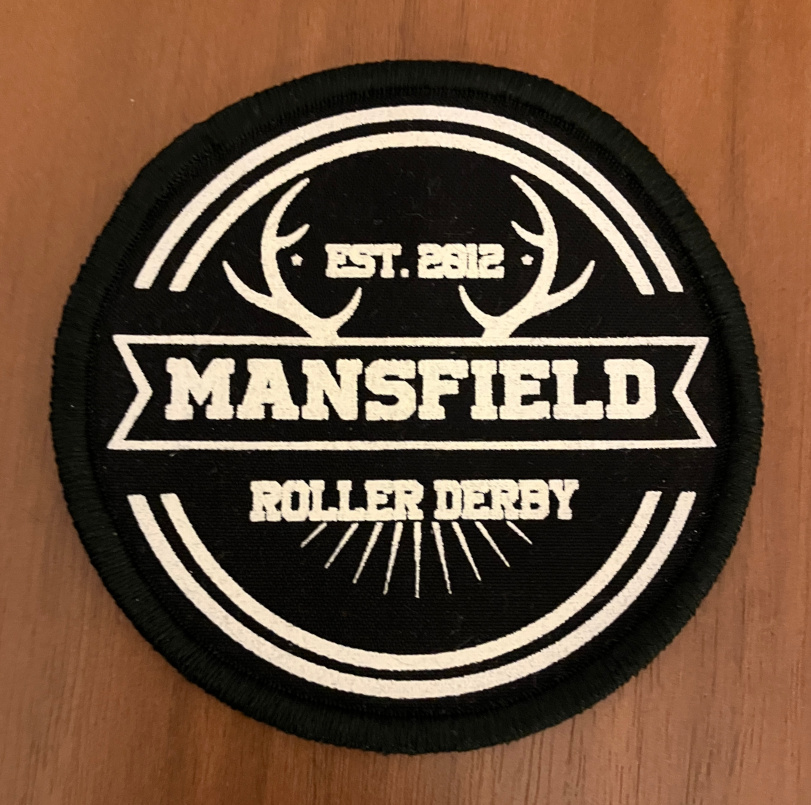 EST. 2012
MANSFIELD
ROLLER DERBY